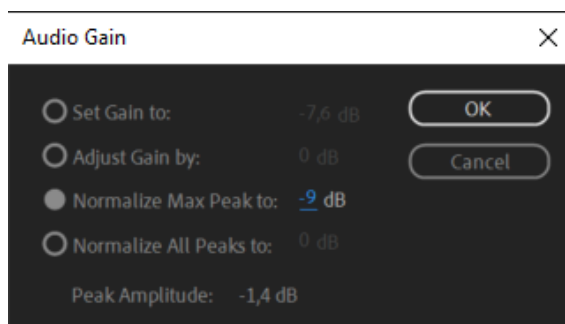 Audio Gain
Set Gain to: -7,6 dB OK
Adjust Gain by: 0 dB Cancel
Normalize Max Peak to: -9 dB
Normalize All Peaks to: 0 dB
Peak Amplitude: -1,4 dB